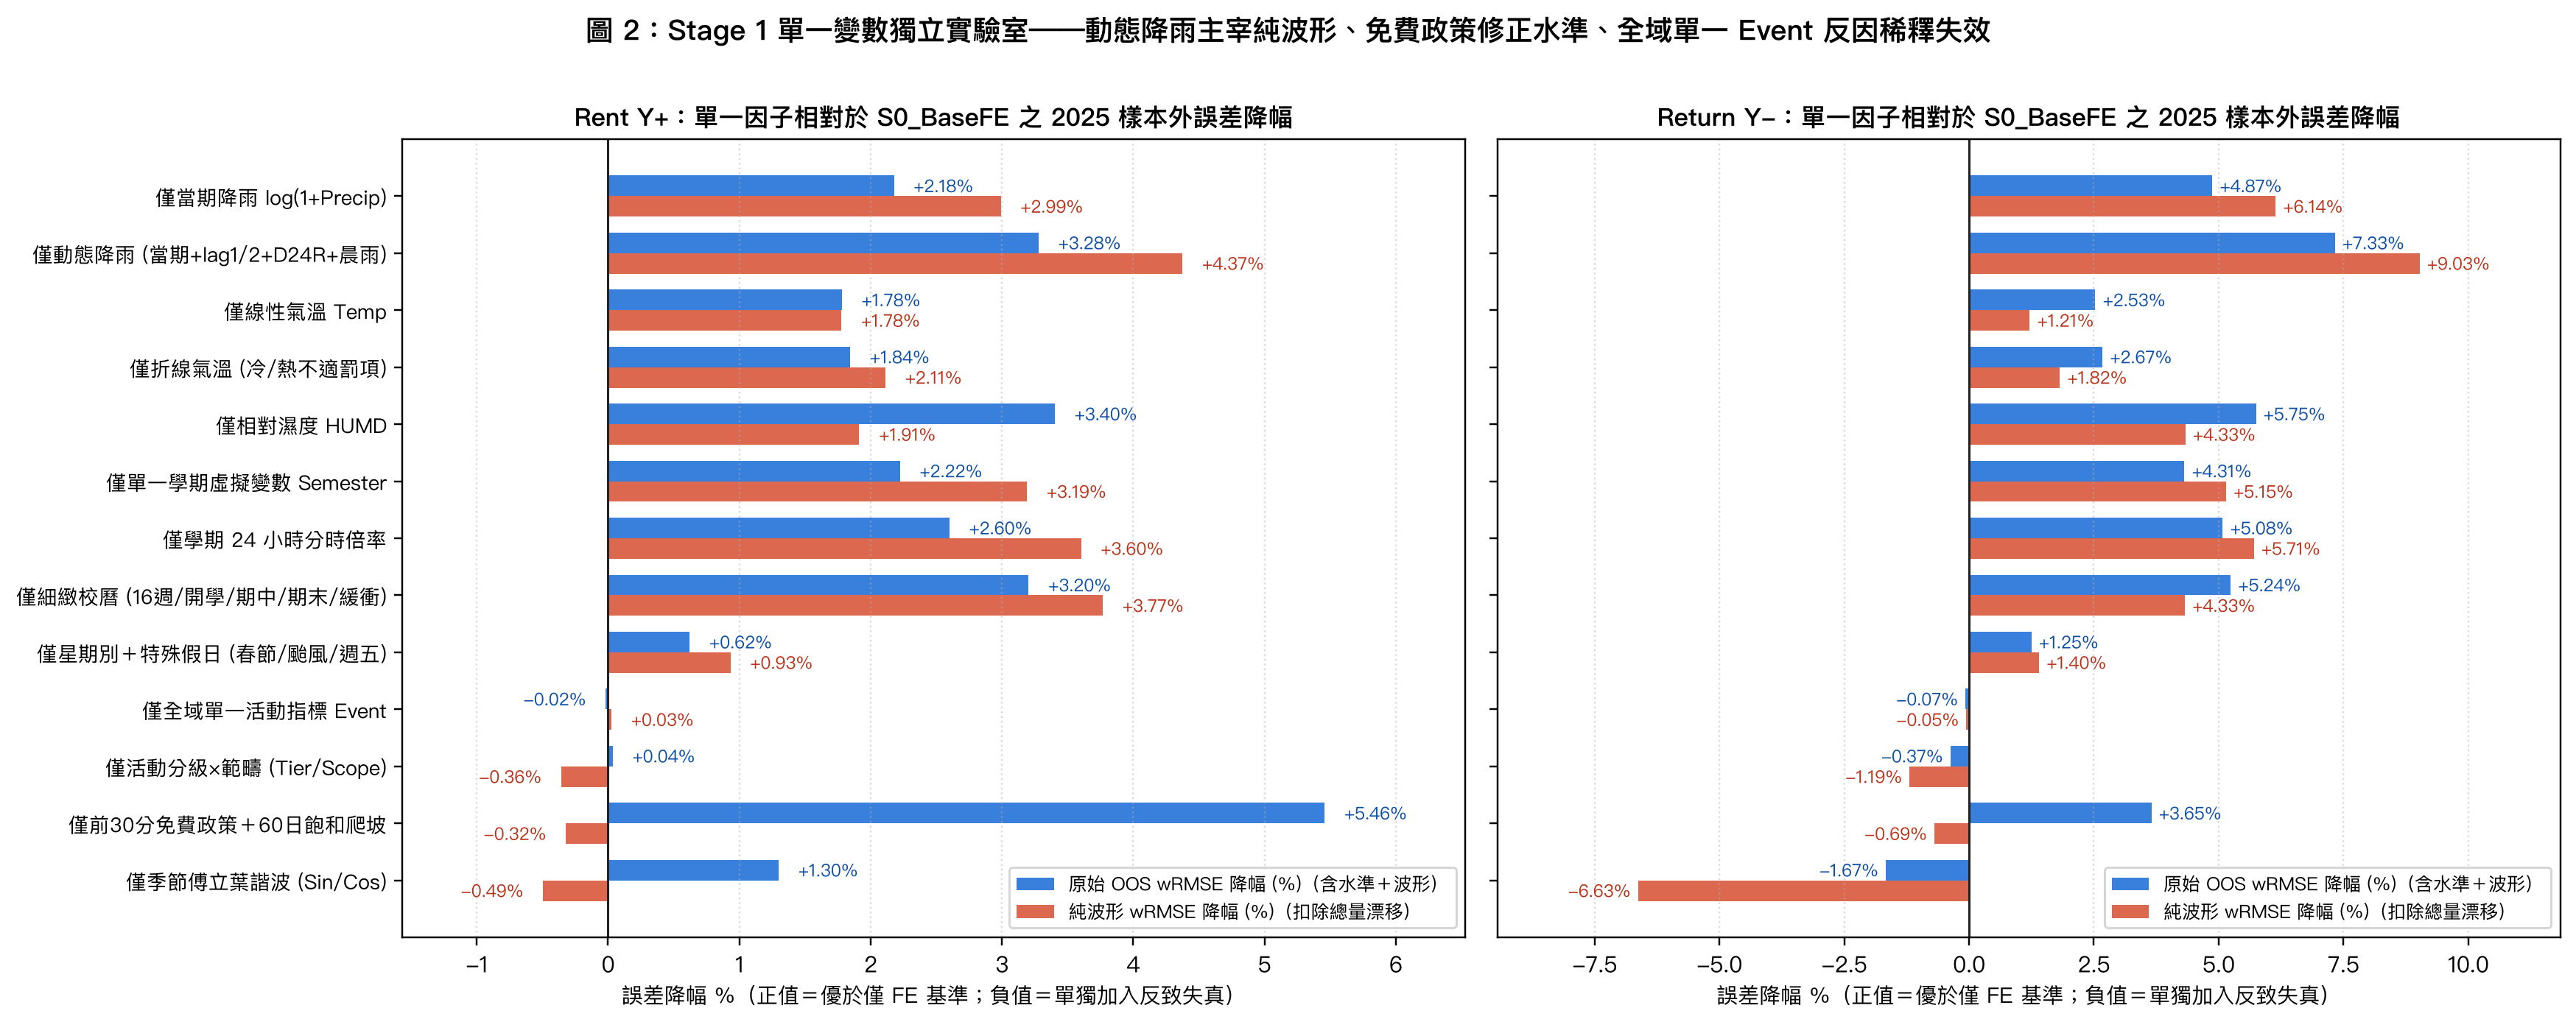 圖 2：Stage 1 單一變數獨立實驗室——動態降雨主宰純波形、免費政策修正水準、全域單一 Event 反因稀釋失效
Rent Y+：單一因子相對於 S0_BaseFE 之 2025 樣本外誤差降幅
僅當期降雨 log(1+Precip)
+2.18%
+2.99%
僅動態降雨 (當期+lag1/2+D24R+晨雨)
+3.28%
+4.37%
僅線性氣溫 Temp
+1.78%
+1.78%
僅折線氣溫 (冷/熱不適罰項)
+1.84%
+2.11%
僅相對濕度 HUMD
+3.40%
+1.91%
僅單一學期虛擬變數 Semester
+2.22%
+3.19%
僅學期 24 小時分時倍率
+2.60%
+3.60%
僅細緻校曆 (16週/開學/期中/期末/緩衝)
+3.20%
+3.77%
僅星期別＋特殊假日 (春節/颱風/週五)
+0.62%
+0.93%
僅全域單一活動指標 Event
−0.02%
+0.03%
僅活動分級×範疇 (Tier/Scope)
+0.04%
−0.36%
僅前30分免費政策＋60日飽和爬坡
+5.46%
−0.32%
僅季節傅立葉諧波 (Sin/Cos)
+1.30%
−0.49%
原始 OOS wRMSE 降幅 (%)（含水準＋波形）
純波形 wRMSE 降幅 (%)（扣除總量漂移）
−1 0 1 2 3 4 5 6
誤差降幅 %（正值＝優於僅 FE 基準；負值＝單獨加入反致失真）
Return Y−：單一因子相對於 S0_BaseFE 之 2025 樣本外誤差降幅
+4.87%
+6.14%
+7.33%
+9.03%
+2.53%
+1.21%
+2.67%
+1.82%
+5.75%
+4.33%
+4.31%
+5.15%
+5.08%
+5.71%
+5.24%
+4.33%
+1.25%
+1.40%
−0.07%
−0.05%
−0.37%
−1.19%
+3.65%
−0.69%
−1.67%
−6.63%
原始 OOS wRMSE 降幅 (%)（含水準＋波形）
純波形 wRMSE 降幅 (%)（扣除總量漂移）
−7.5 −5.0 −2.5 0.0 2.5 5.0 7.5 10.0
誤差降幅 %（正值＝優於僅 FE 基準；負值＝單獨加入反致失真）